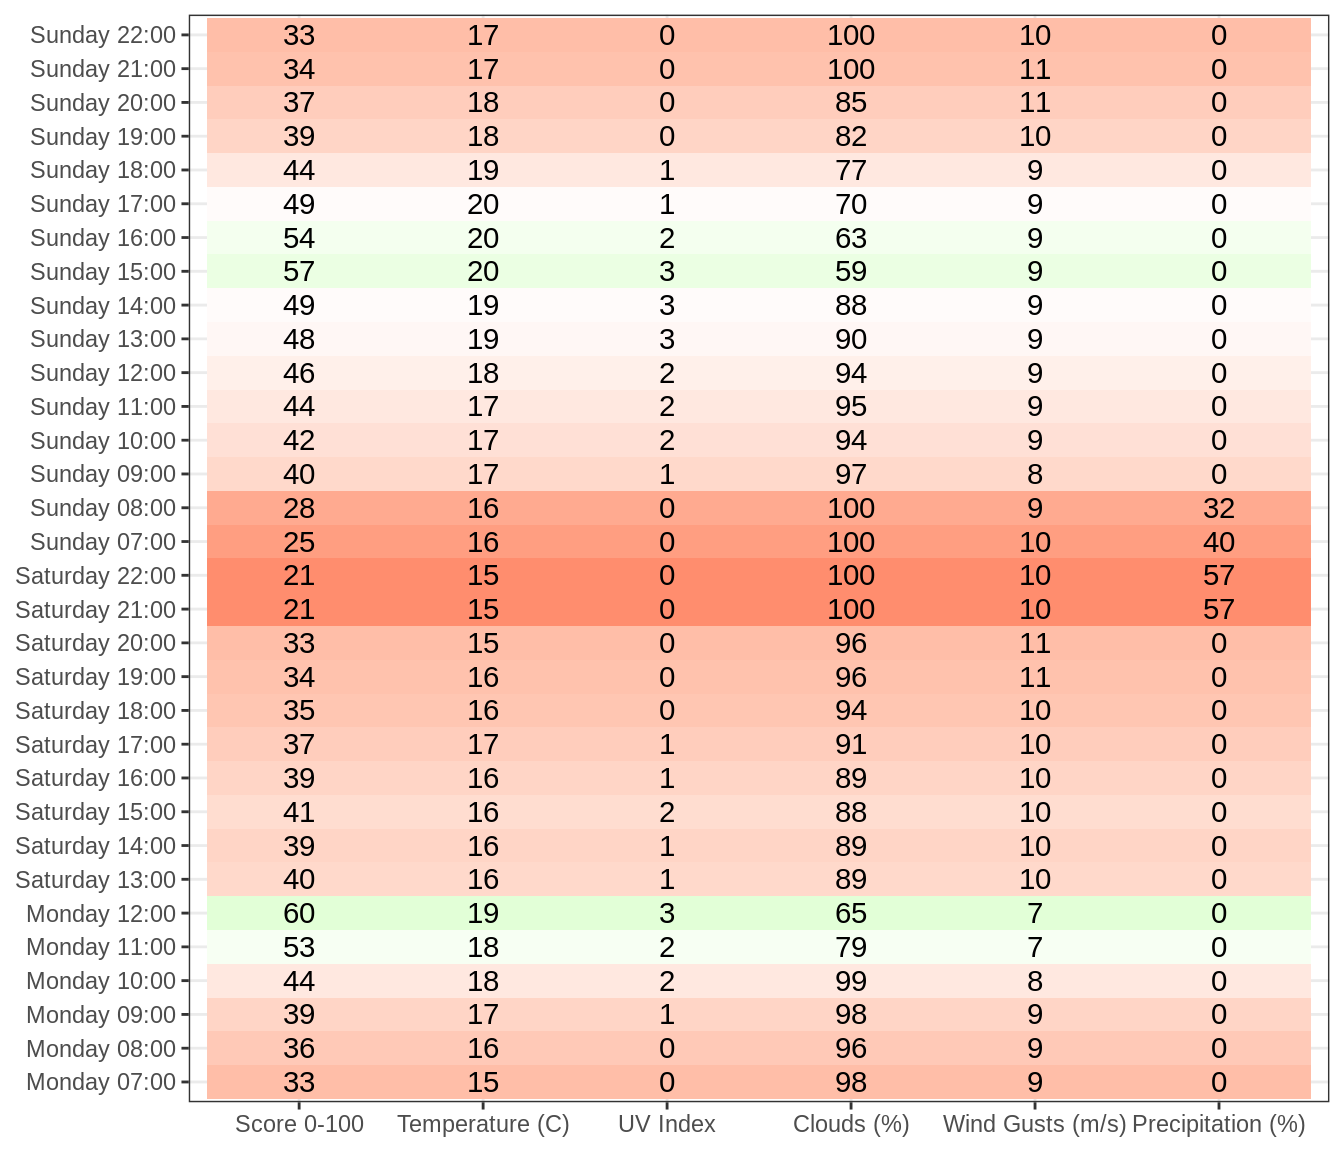 Sunday 22:00 33 17 0 100 10 0
Sunday 21:00 34 17 0 100 11 0
Sunday 20:00 37 18 0 85 11 0
Sunday 19:00 39 18 0 82 10 0
Sunday 18:00 44 19 1 77 9 0
Sunday 17:00 49 20 1 70 9 0
Sunday 16:00 54 20 2 63 9 0
Sunday 15:00 57 20 3 59 9 0
Sunday 14:00 49 19 3 88 9 0
Sunday 13:00 48 19 3 90 9 0
Sunday 12:00 46 18 2 94 9 0
Sunday 11:00 44 17 2 95 9 0
Sunday 10:00 42 17 2 94 9 0
Sunday 09:00 40 17 1 97 8 0
Sunday 08:00 28 16 0 100 9 32
Sunday 07:00 25 16 0 100 10 40
Saturday 22:00 21 15 0 100 10 57
Saturday 21:00 21 15 0 100 10 57
Saturday 20:00 33 15 0 96 11 0
Saturday 19:00 34 16 0 96 11 0
Saturday 18:00 35 16 0 94 10 0
Saturday 17:00 37 17 1 91 10 0
Saturday 16:00 39 16 1 89 10 0
Saturday 15:00 41 16 2 88 10 0
Saturday 14:00 39 16 1 89 10 0
Saturday 13:00 40 16 1 89 10 0
Monday 12:00 60 19 3 65 7 0
Monday 11:00 53 18 2 79 7 0
Monday 10:00 44 18 2 99 8 0
Monday 09:00 39 17 1 98 9 0
Monday 08:00 36 16 0 96 9 0
Monday 07:00 33 15 0 98 9 0
Score 0-100 Temperature (C) UV Index Clouds (%) Wind Gusts (m/s) Precipitation (%)